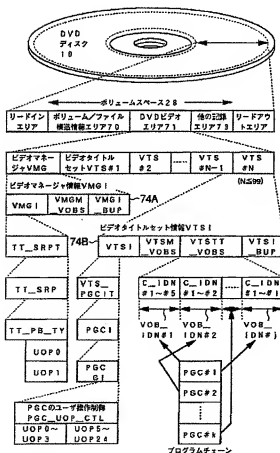 DVD
ディスク
10
ボリュームスペース28
リードイン
エリア
ボリューム/ファイル
構造情報エリア70
DVDビデオ
エリア71
他の記録
エリア73
リードアウ
トエリア
ビデオマネー
ジャVMG
ビデオタイトル
セットVTS#1
VTS
#2
VTS
#N-1
VTS
#N
(N≦99)
ビデオマネージャ情報VMGI
74A
VMGI
VMGM
_VOBS
VMGI
_BUP
74B
ビデオタイトルセット情報VTSI
VTSI
VTSM
_VOBS
VTSTT
_VOBS
VTSI
_BUP
TT_SRPT
TT_SRP
TT_PB_TY
UOP0
UOP1
VTS_
PGCIT
PGCI
PGC
GI
C_IDN
#1~#5
C_IDN
#1~#2
C_IDN
#1~#i
VOB_
IDN#1
VOB_
IDN#2
VOB_
IDN#j
PGC#1
PGC#2
PGC#k
プログラムチェーン
PGCのユーザ操作制御
PGC_UOP_CTL
UOP0~
UOP3
UOP5~
UOP24